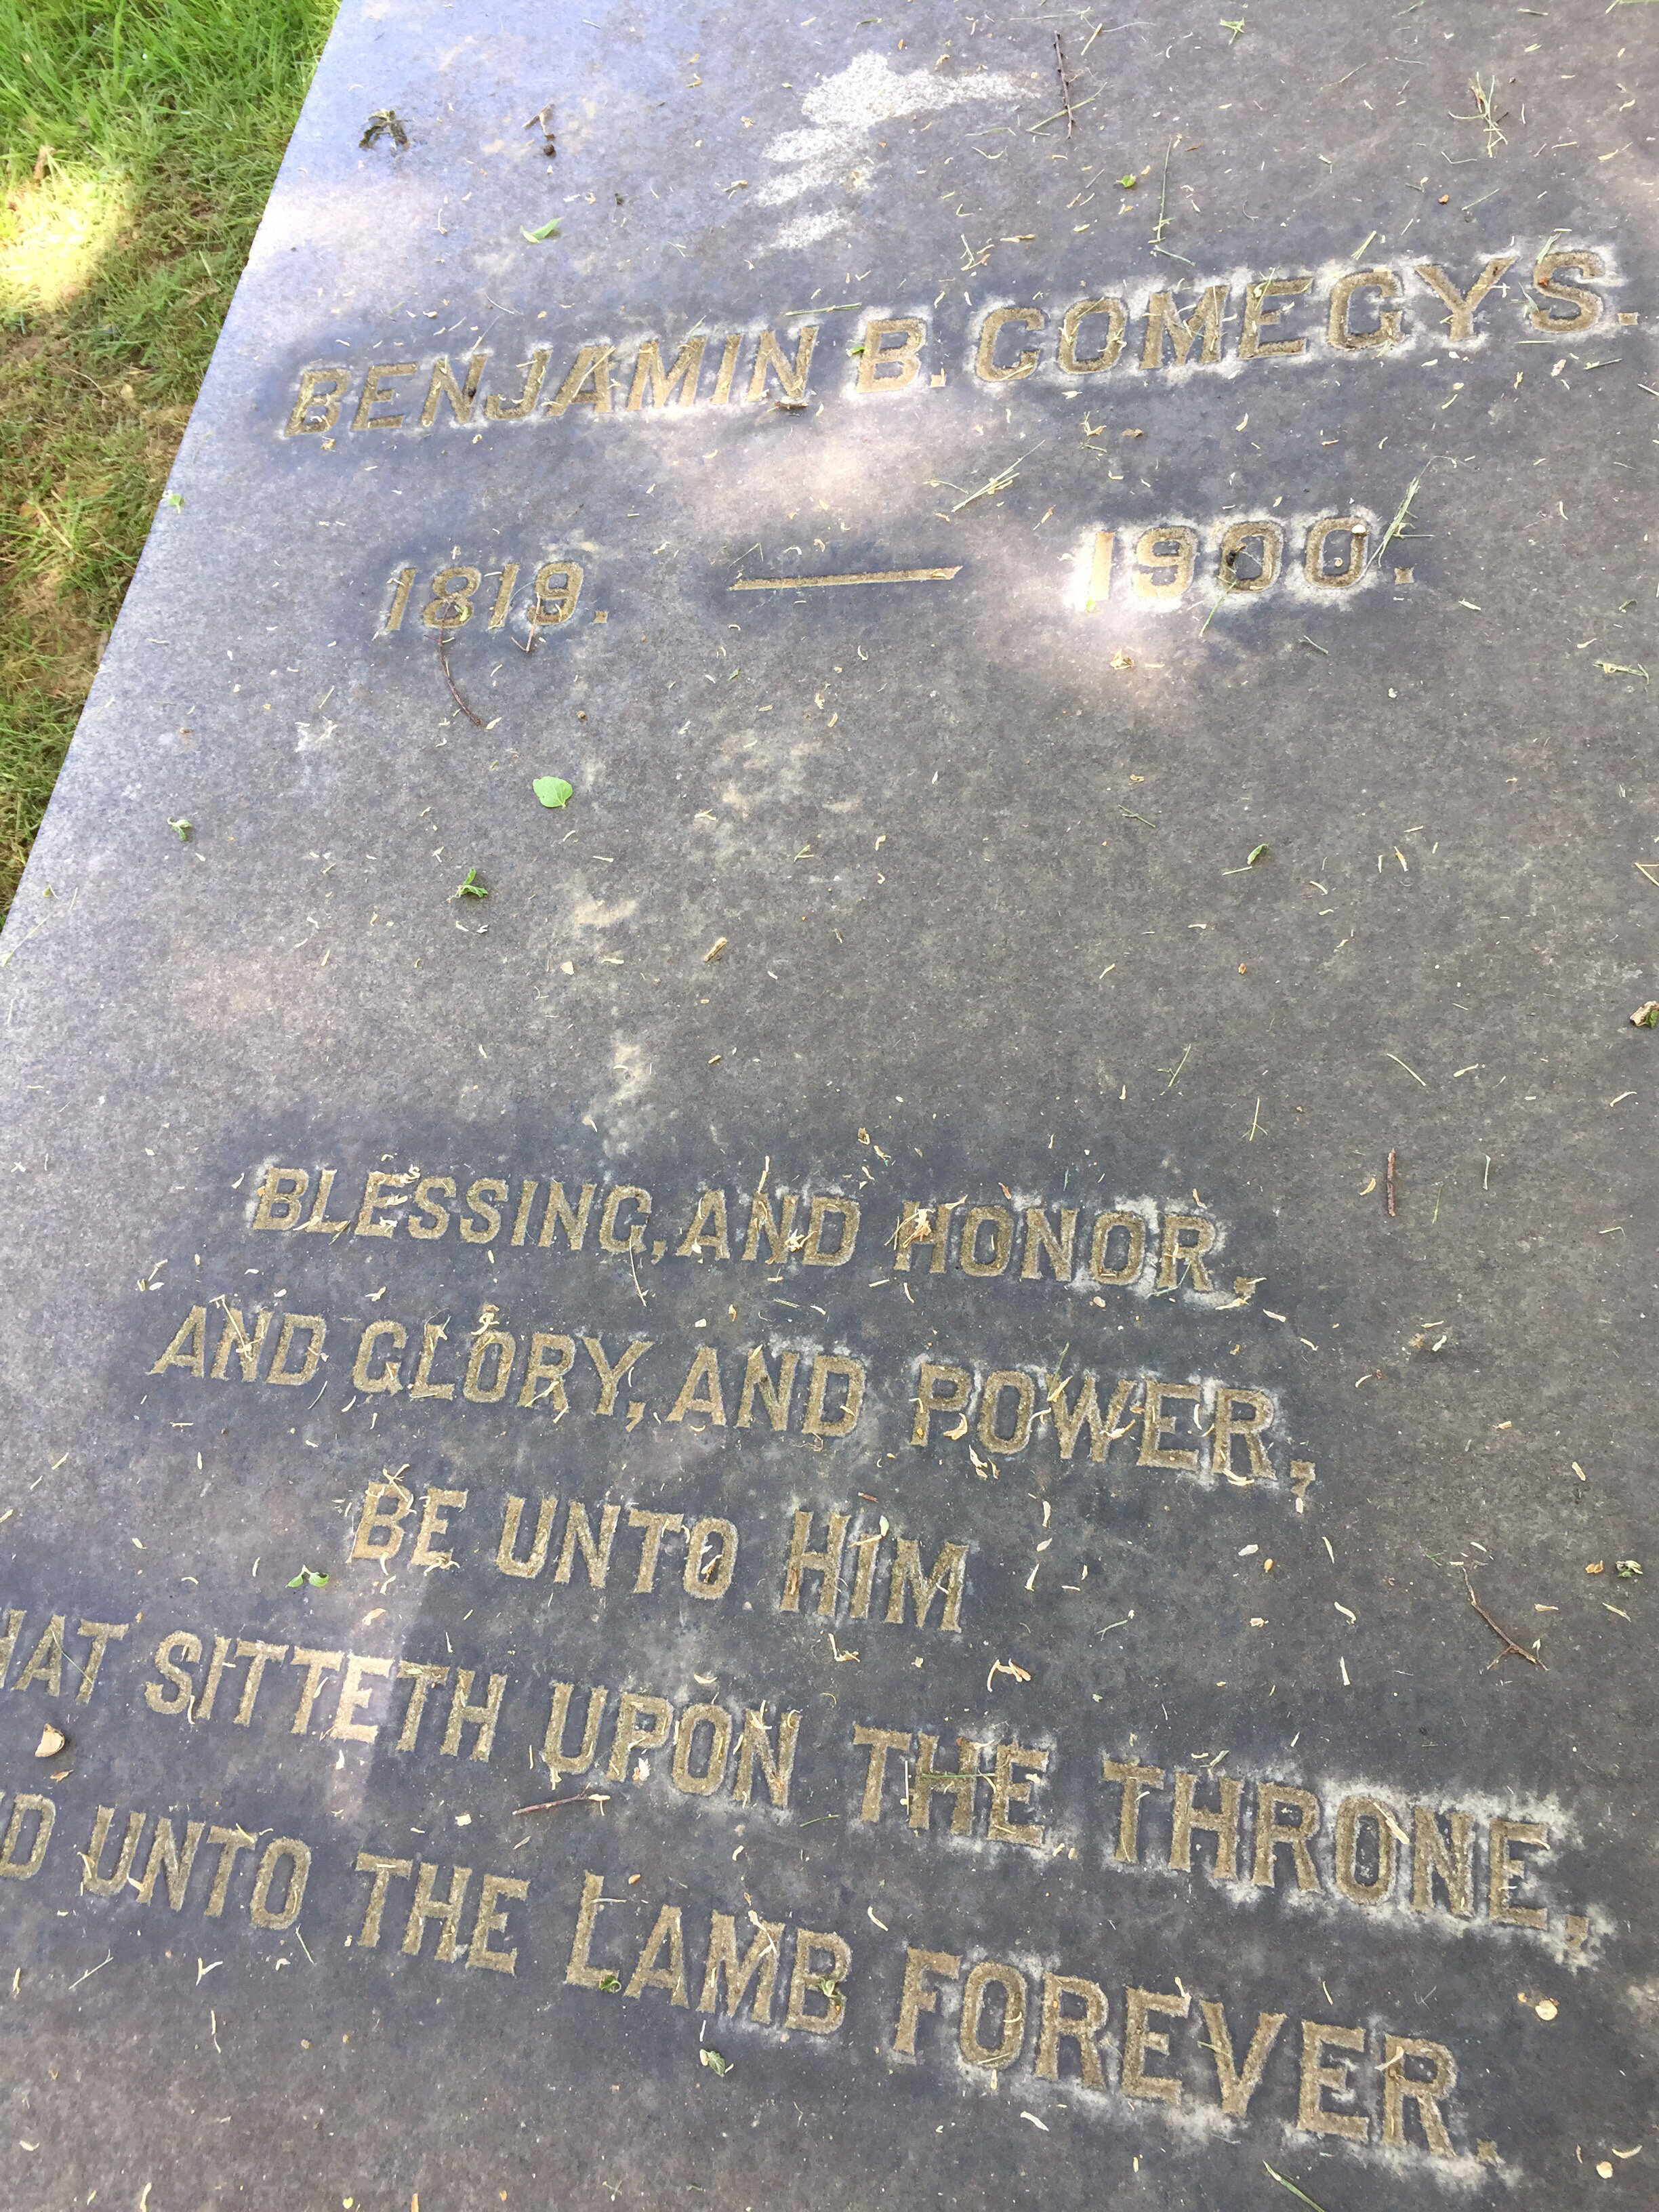 BENJAMIN B. COMEGYS.
1819. — 1900.
BLESSING, AND HONOR,
AND GLORY, AND POWER,
BE UNTO HIM
HAT SITTETH UPON THE THRONE,
D UNTO THE LAMB FOREVER.